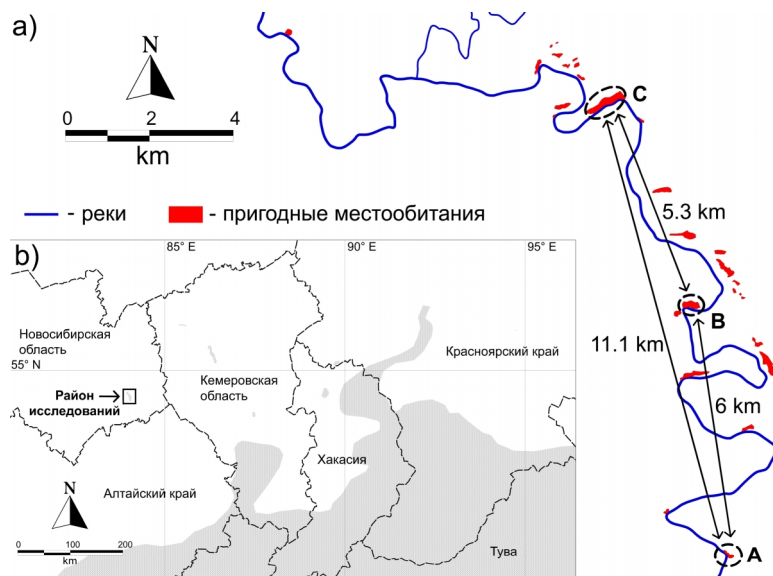 a)
N
0 2 4
km
C
- реки
- пригодные местообитания
5.3 km
B
11.1 km
6 km
A
b)
85° E
90° E
95° E
Новосибирская
область
55° N
Красноярский край
Кемеровская
область
Район
исследований
Хакасия
N
Алтайский край
0 100 200
km
Тува